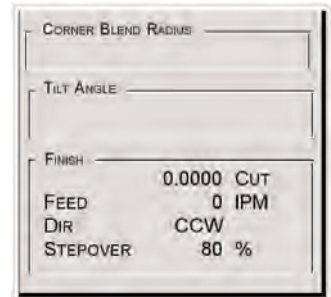 CORNER BLEND RADIUS
TILT ANGLE
FINISH
0.0000 CUT
FEED 0 IPM
DIR CCW
STEPOVER 80 %